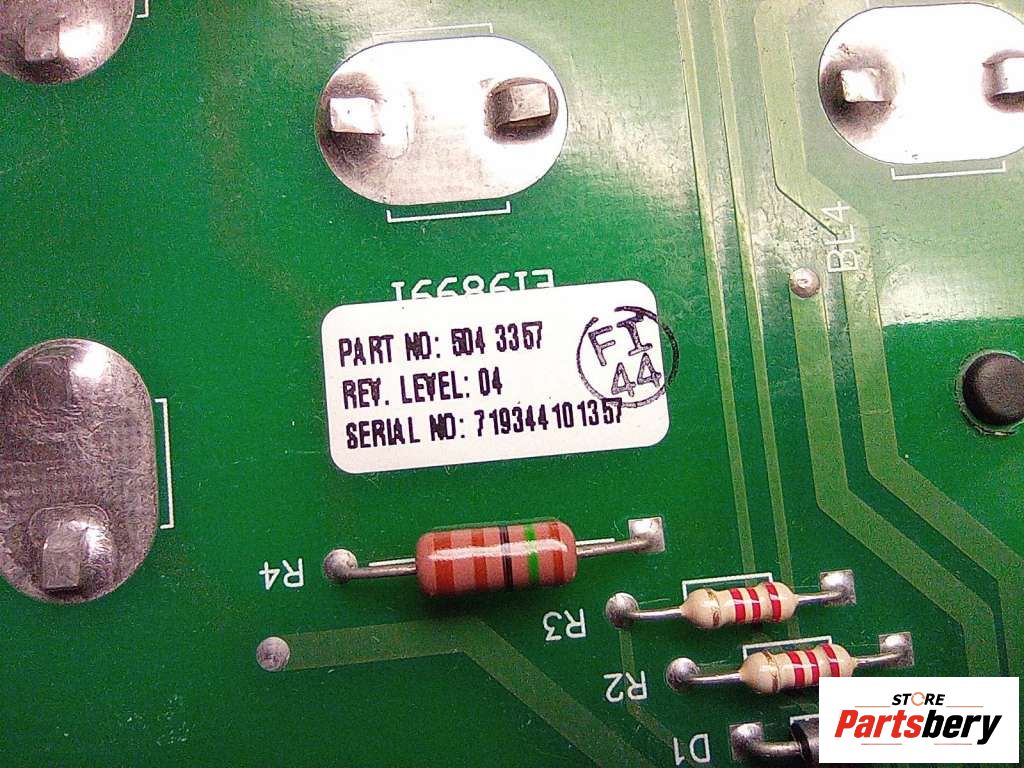 E198991
BL4
PART NO: 504 3357
REV. LEVEL: 04
SERIAL NO: 719344101357
FI
44
R4
R3
R2
D1
STORE
Partsbery